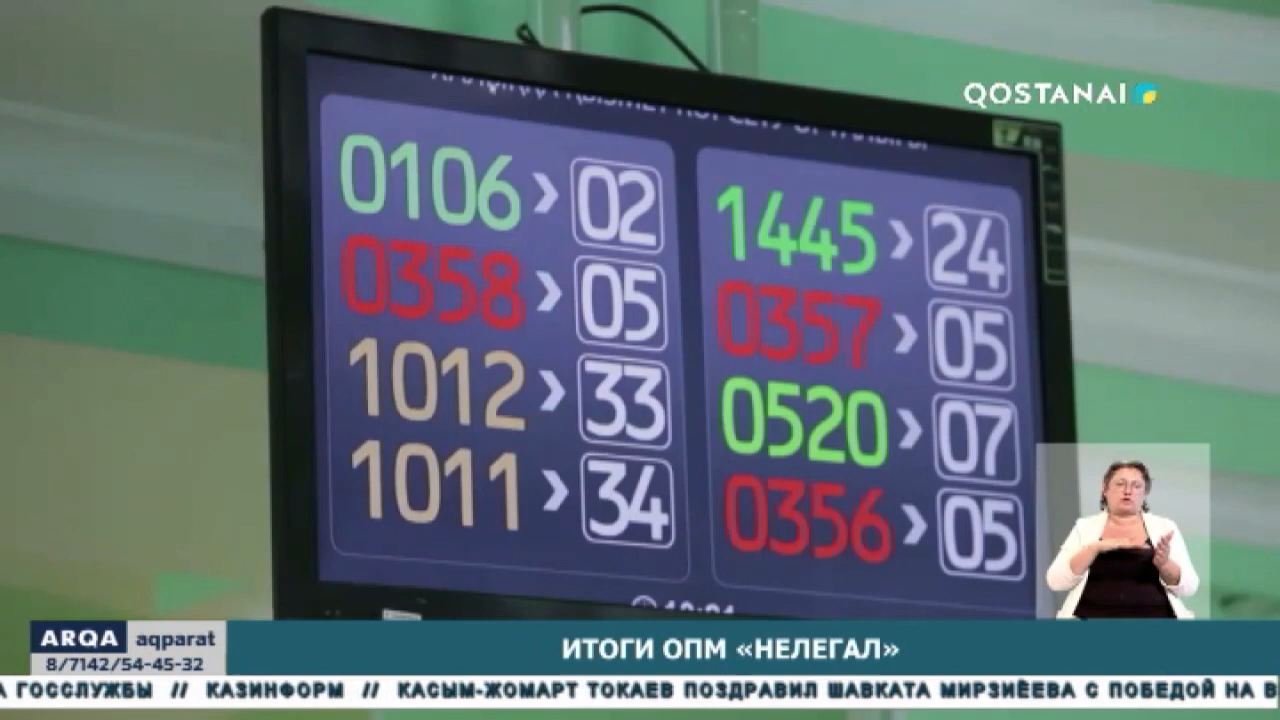 QOSTANAI
0106 › 02
0358 › 05
1012 › 33
1011 › 34
1445 › 24
0357 › 05
0520 › 07
0356 › 05
ARQA aqparat
8/7142/54-45-32
ИТОГИ ОПМ «НЕЛЕГАЛ»
ГОССЛУЖБЫ // КАЗИНФОРМ // КАСЫМ-ЖОМАРТ ТОКАЕВ ПОЗДРАВИЛ ШАВКАТА МИРЗИЁЕВА С ПОБЕДОЙ НА